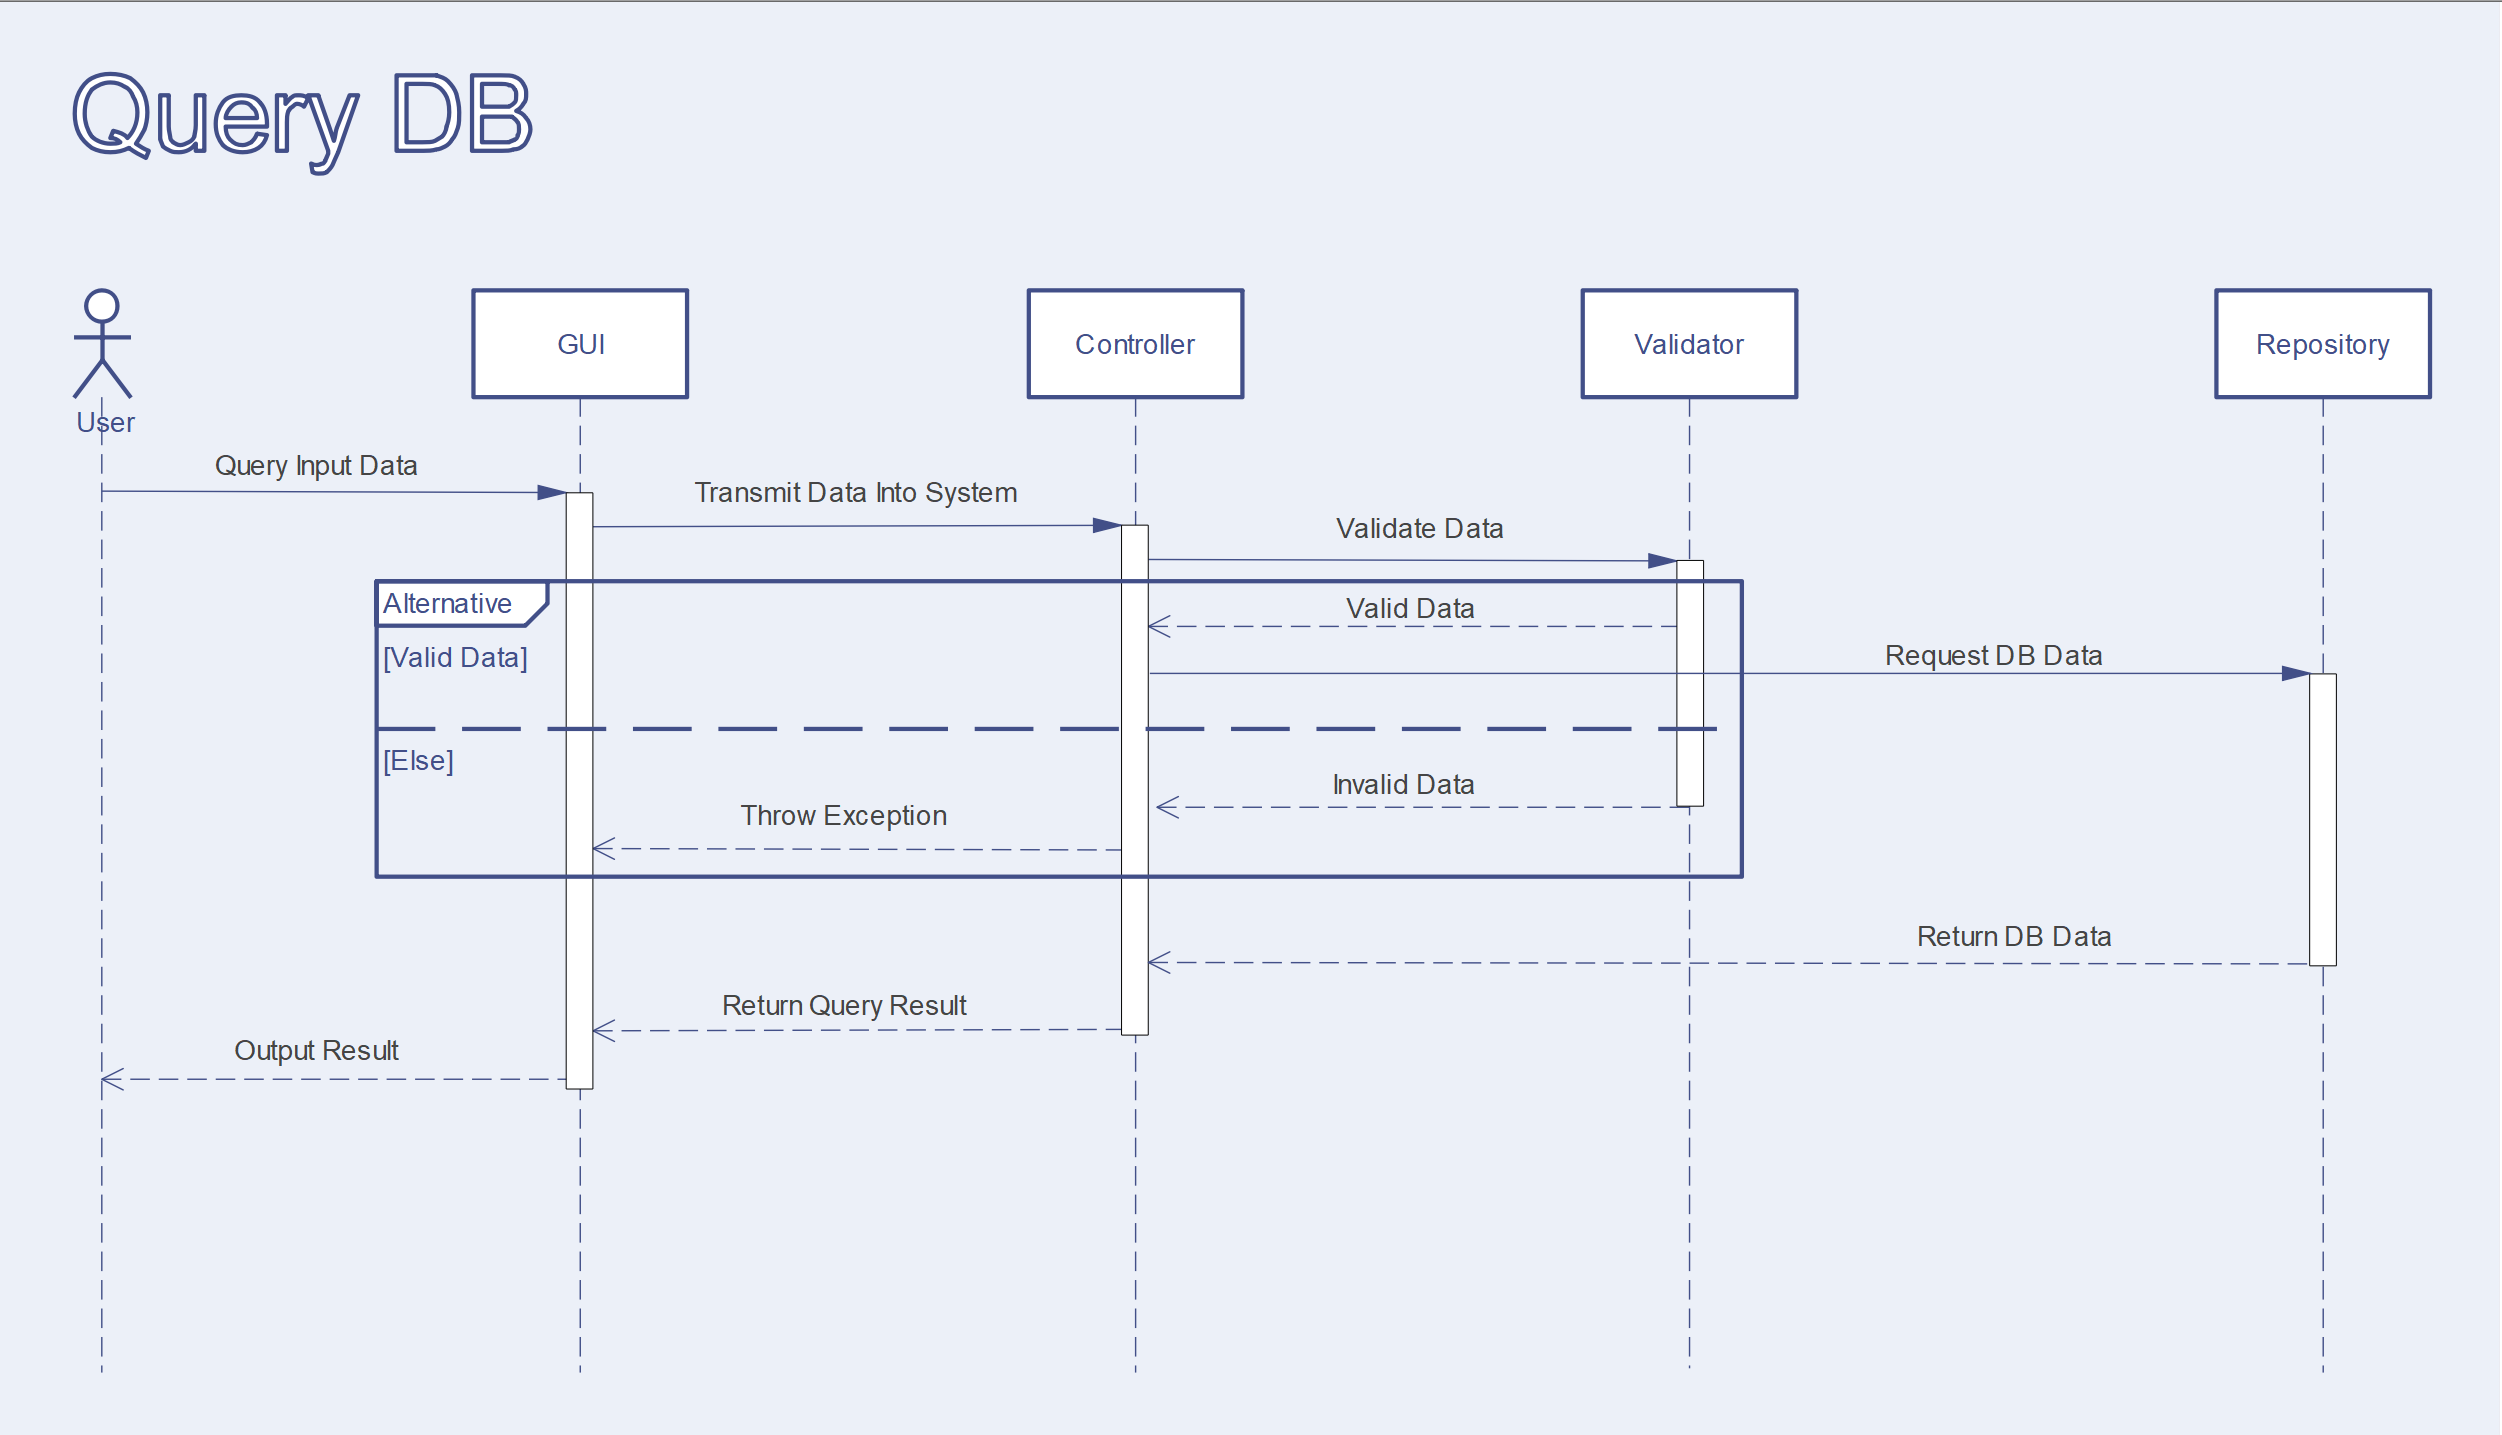 Query DB
User
GUI
Controller
Validator
Repository
Query Input Data
Transmit Data Into System
Validate Data
Alternative
Valid Data
[Valid Data]
Request DB Data
[Else]
Invalid Data
Throw Exception
Return DB Data
Return Query Result
Output Result